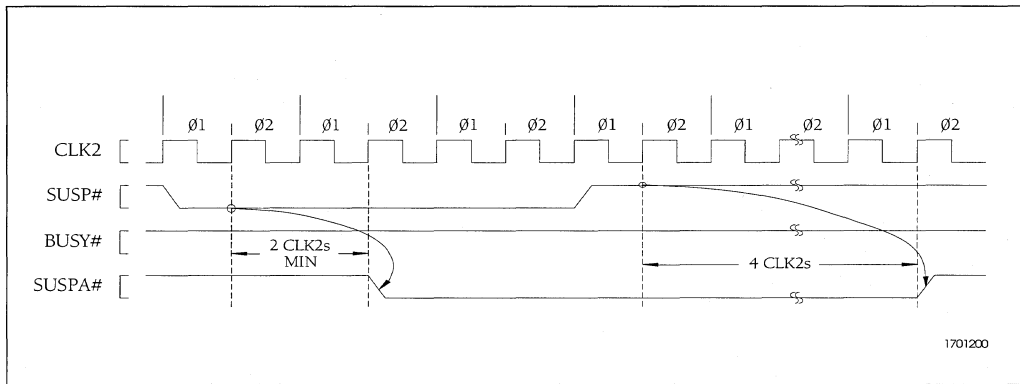 Ø1 Ø2 Ø1 Ø2 Ø1 Ø2 Ø1 Ø2 Ø1 Ø2 Ø1 Ø2
CLK2
SUSP#
BUSY#
2 CLK2s
MIN
4 CLK2s
SUSPA#
1701200